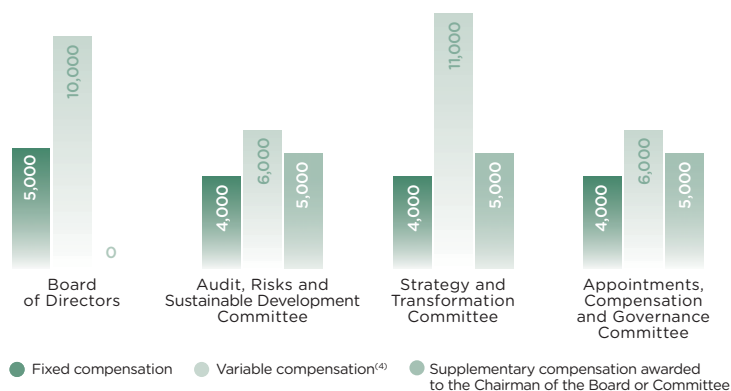 5,000
10,000
0
4,000
6,000
5,000
4,000
11,000
5,000
4,000
6,000
5,000
Board
of Directors
Audit, Risks and
Sustainable Development
Committee
Strategy and
Transformation
Committee
Appointments,
Compensation
and Governance
Committee
Fixed compensation
Variable compensation(4)
Supplementary compensation awarded
to the Chairman of the Board or Committee